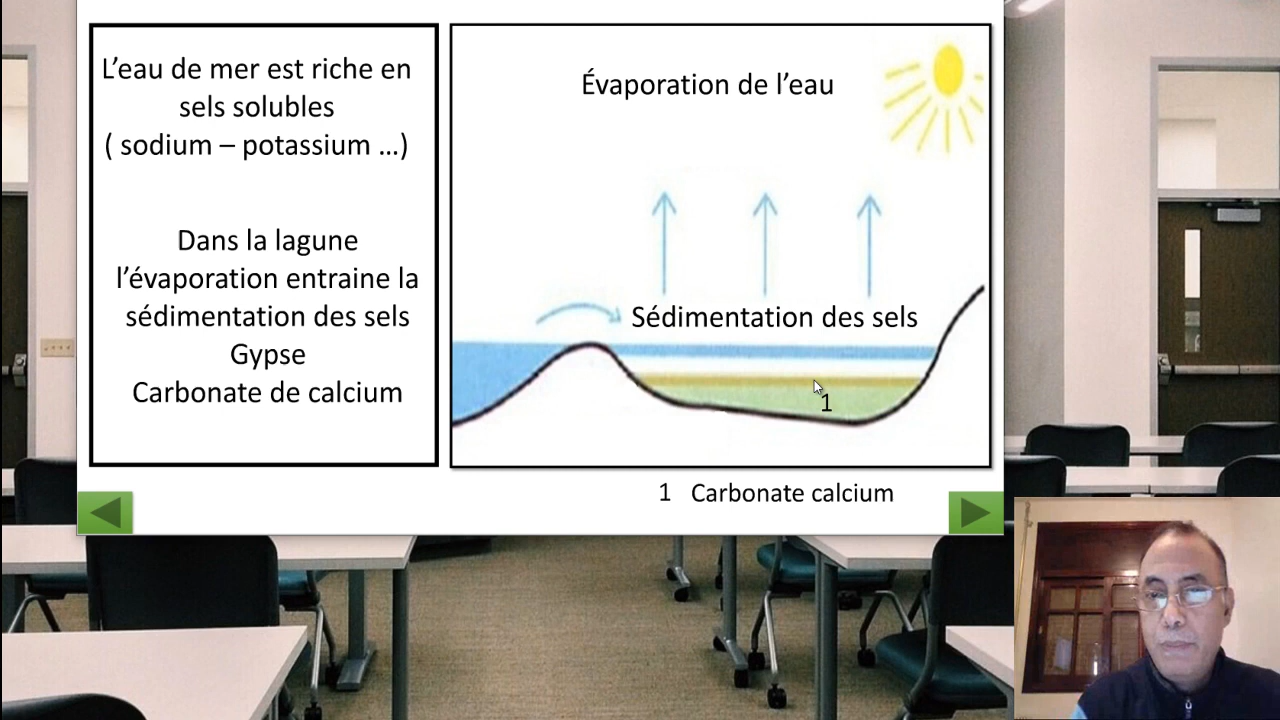 L'eau de mer est riche en
sels solubles
( sodium – potassium ...)
Dans la lagune
l'évaporation entraine la
sédimentation des sels
Gypse
Carbonate de calcium
Évaporation de l'eau
Sédimentation des sels
1
1 Carbonate calcium